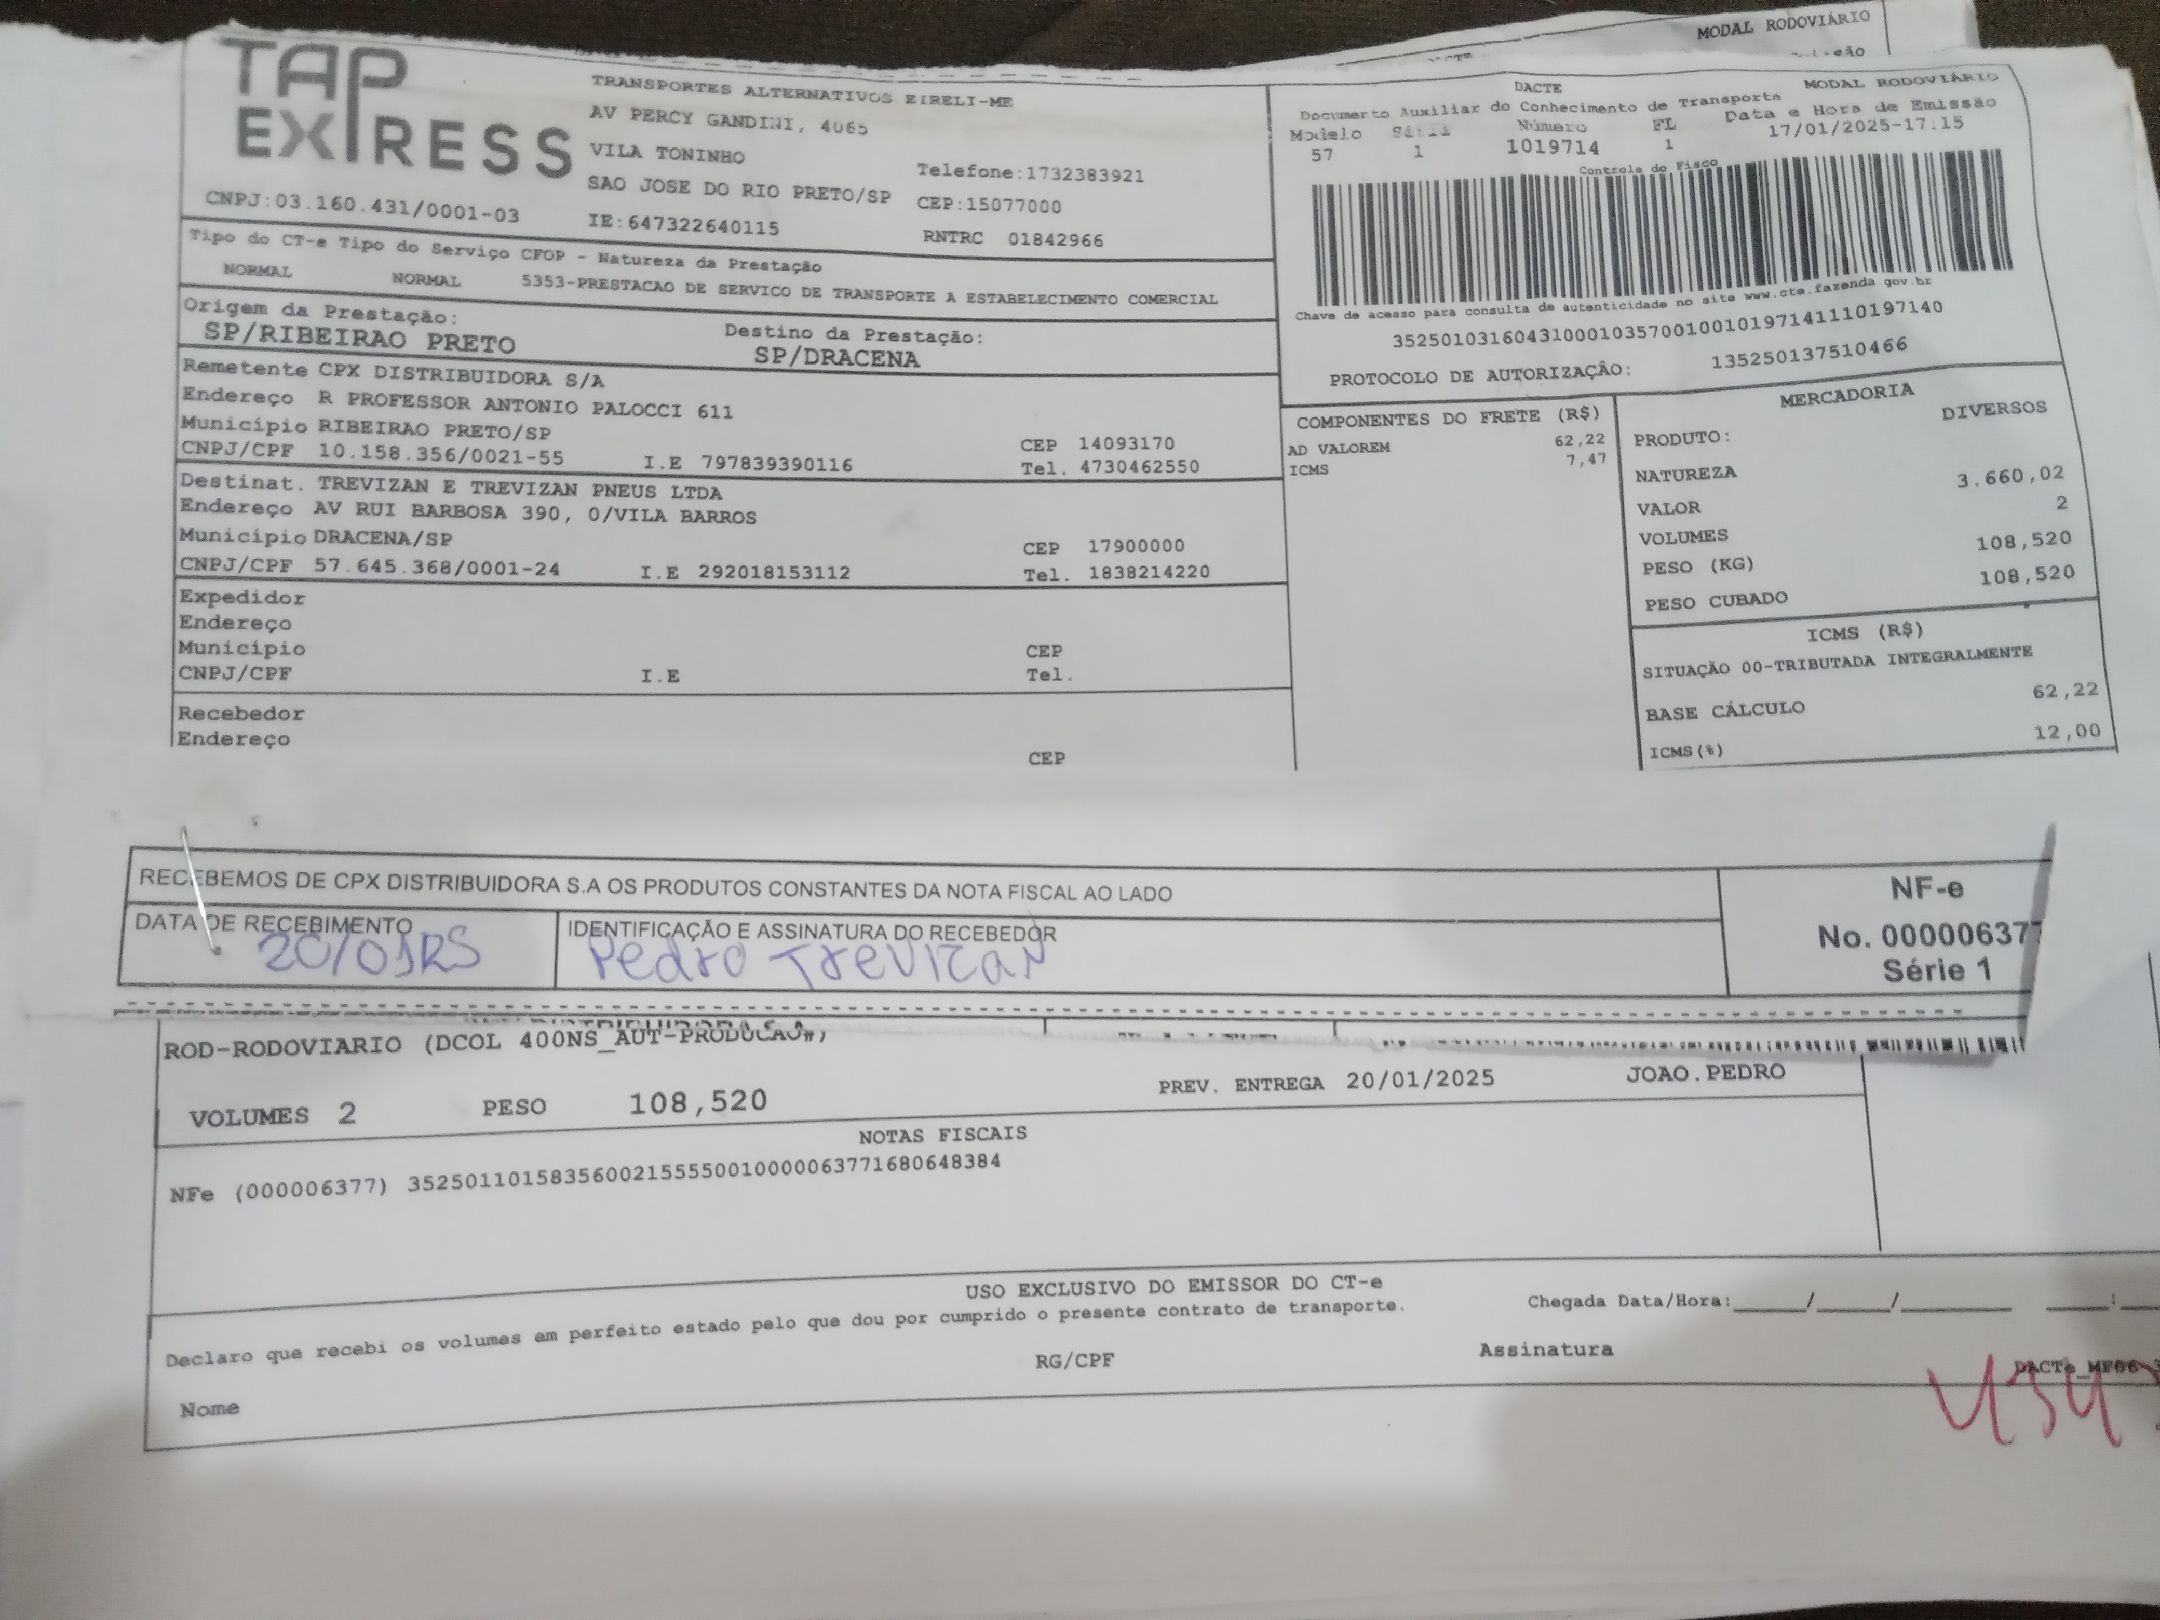 MODAL RODOVIÁRIO
TAP
EXPRESS
CNPJ:03.160.431/0001-03
TRANSPORTES ALTERNATIVOS EIRELI-ME
AV PERCY GANDINI, 4065
VILA TONINHO
SAO JOSE DO RIO PRETO/SP
IE:647322640115
Telefone:1732383921
CEP:15077000
RNTRC 01842966
DACTE
MODAL RODOVIÁRIO
Documento Auxiliar do Conhecimento de Transporte
Modelo Série Número FL Data e Hora de Emissão
57 1 1019714 1 17/01/2025-17:15
Controle do Fisco
Chave de acesso para consulta de autenticidade no site www.cte.fazenda gov.br
35250103160431000103570010010197141110197140
PROTOCOLO DE AUTORIZAÇÃO: 135250137510466
Tipo do CT-e Tipo do Serviço CFOP - Natureza da Prestação
NORMAL NORMAL 5353-PRESTACAO DE SERVICO DE TRANSPORTE A ESTABELECIMENTO COMERCIAL
Origem da Prestação: Destino da Prestação:
SP/RIBEIRAO PRETO SP/DRACENA
Remetente CPX DISTRIBUIDORA S/A
Endereço R PROFESSOR ANTONIO PALOCCI 611
Município RIBEIRAO PRETO/SP CEP 14093170
CNPJ/CPF 10.158.356/0021-55 I.E 797839390116 Tel. 4730462550
Destinat. TREVIZAN E TREVIZAN PNEUS LTDA
Endereço AV RUI BARBOSA 390, 0/VILA BARROS
Município DRACENA/SP CEP 17900000
CNPJ/CPF 57.645.368/0001-24 I.E 292018153112 Tel. 1838214220
Expedidor
Endereço
Município CEP
CNPJ/CPF I.E Tel.
Recebedor
Endereço
CEP
COMPONENTES DO FRETE (R$)
AD VALOREM 62,22
ICMS 7,47
MERCADORIA
PRODUTO: DIVERSOS
NATUREZA
VALOR 3.660,02
VOLUMES 2
PESO (KG) 108,520
PESO CUBADO 108,520
ICMS (R$)
SITUAÇÃO 00-TRIBUTADA INTEGRALMENTE
BASE CÁLCULO 62,22
ICMS(%) 12,00
RECEBEMOS DE CPX DISTRIBUIDORA S.A OS PRODUTOS CONSTANTES DA NOTA FISCAL AO LADO
DATA DE RECEBIMENTO
IDENTIFICAÇÃO E ASSINATURA DO RECEBEDOR
Pedro Trevizan
NF-e
No. 000006377
Série 1
ROD-RODOVIARIO (DCOL 400NS_AUT-PRODUCAO#)
VOLUMES 2 PESO 108,520 PREV. ENTREGA 20/01/2025 JOAO.PEDRO
NOTAS FISCAIS
NFe (000006377) 35250110158356002155550010000063771680648384
USO EXCLUSIVO DO EMISSOR DO CT-e
Declaro que recebi os volumes em perfeito estado pelo que dou por cumprido o presente contrato de transporte.
Chegada Data/Hora:____/____/______ ___:
Nome RG/CPF Assinatura